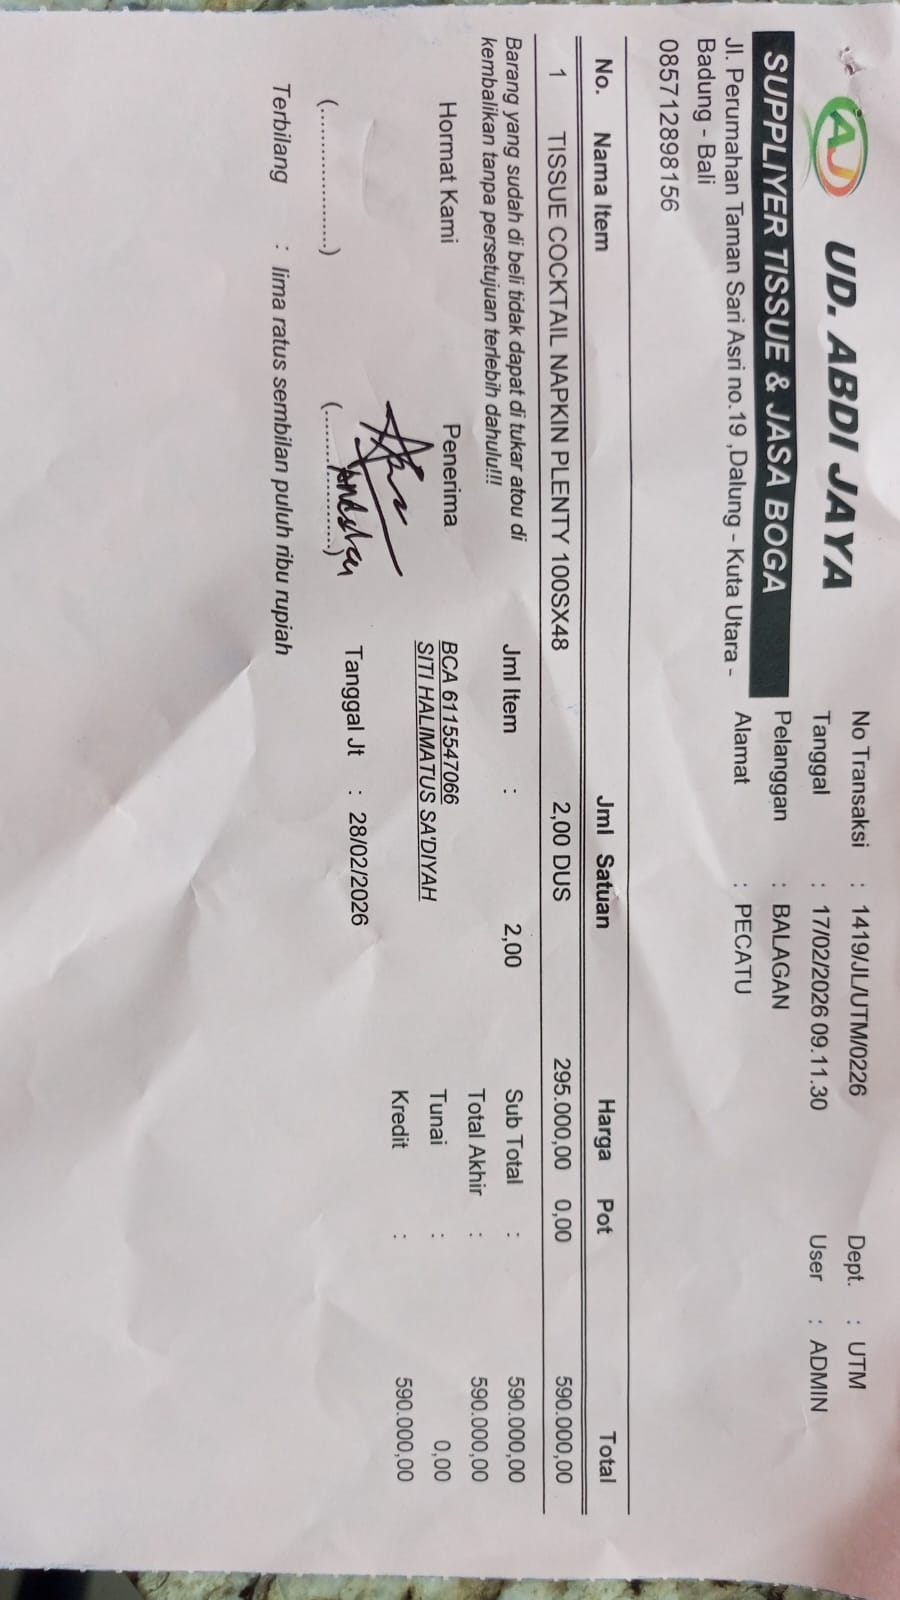 AJ UD. ABDI JAYA
SUPPLIYER TISSUE & JASA BOGA
Jl. Perumahan Taman Sari Asri no.19 ,Dalung - Kuta Utara -
Badung - Bali
085712898156
No Transaksi : 1419/JL/UTM/0226 Dept. : UTM
Tanggal : 17/02/2026 09.11.30 User : ADMIN
Pelanggan : BALAGAN
Alamat : PECATU
No. Nama Item Jml Satuan Harga Pot Total
1 TISSUE COCKTAIL NAPKIN PLENTY 100SX48 2,00 DUS 295.000,00 0,00 590.000,00
Barang yang sudah di beli tidak dapat di tukar atou di
kembalikan tanpa persetujuan terlebih dahulu!!!
Jml Item : 2,00
Sub Total : 590.000,00
Total Akhir : 590.000,00
Tunai : 0,00
Kredit : 590.000,00
Hormat Kami Penerima
BCA 6115547066
SITI HALIMATUS SA'DIYAH
(....................) (....................)
Tanggal Jt : 28/02/2026
Terbilang : lima ratus sembilan puluh ribu rupiah